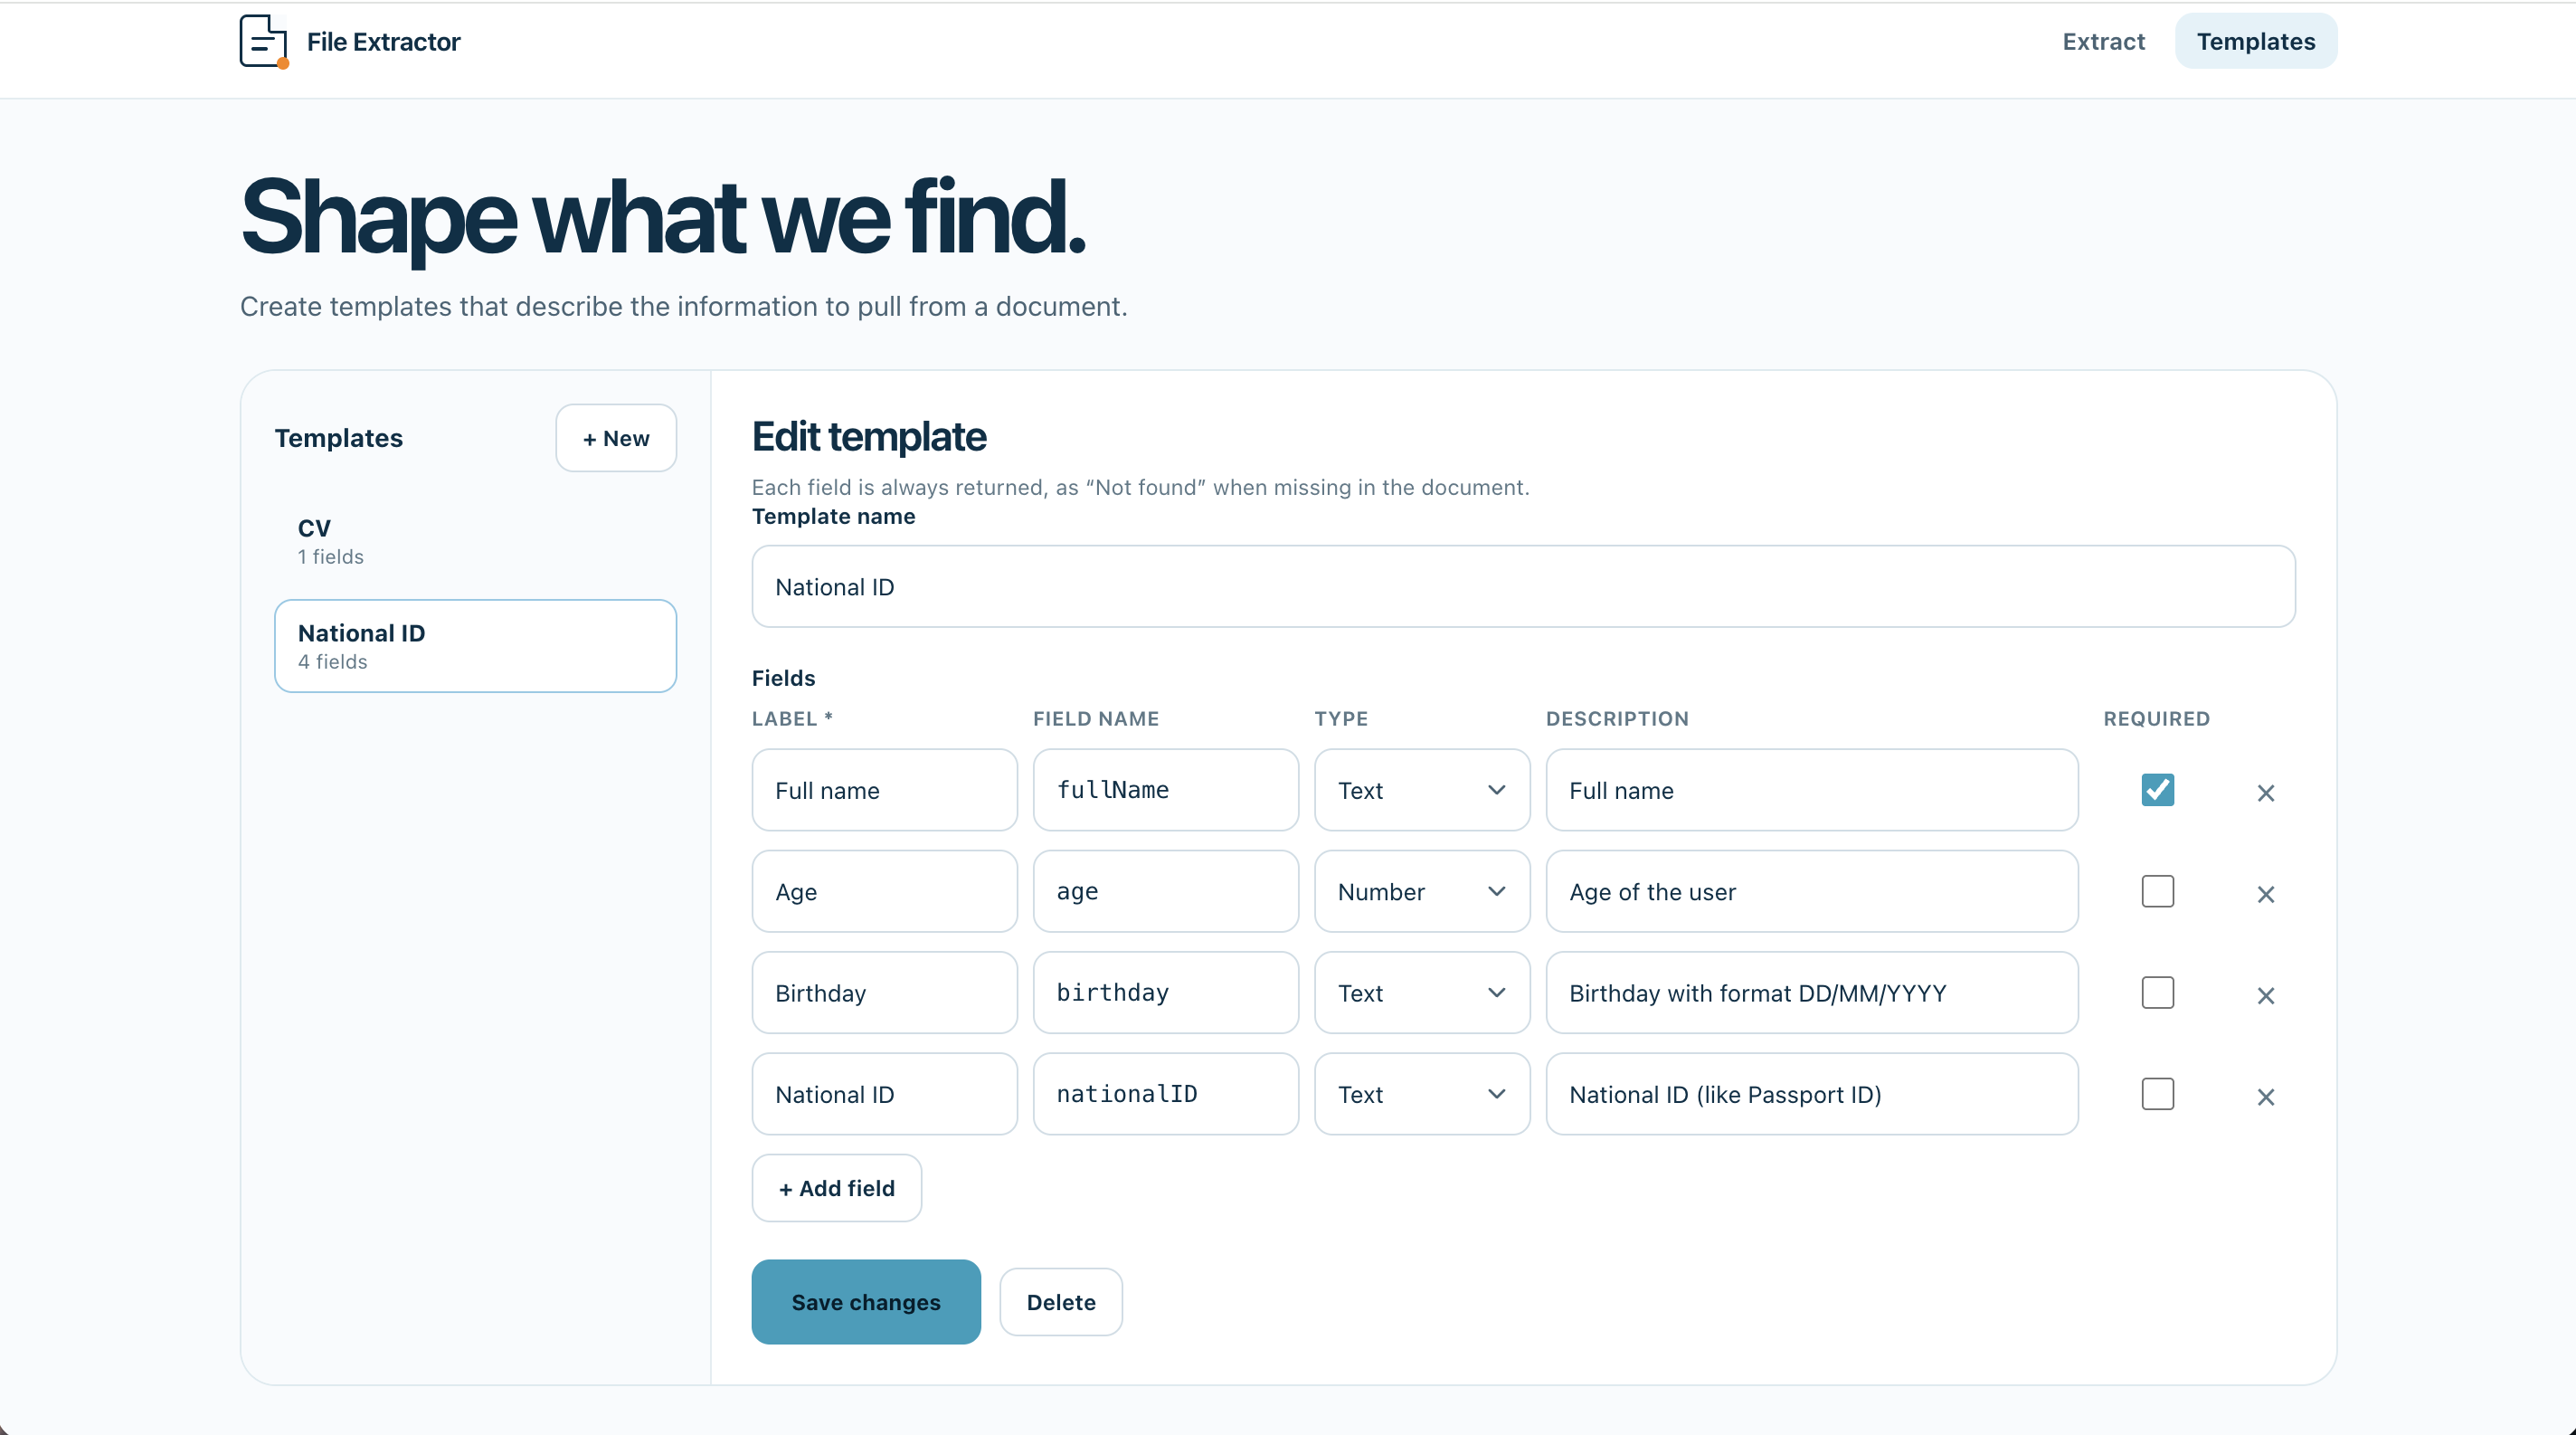 File Extractor
Extract
Templates
Shape what we find.
Create templates that describe the information to pull from a document.
Templates
+ New
CV
1 fields
National ID
4 fields
Edit template
Each field is always returned, as “Not found” when missing in the document.
Template name
National ID
Fields
LABEL * FIELD NAME TYPE DESCRIPTION REQUIRED
Full name fullName Text Full name ×
Age age Number Age of the user ×
Birthday birthday Text Birthday with format DD/MM/YYYY ×
National ID nationalID Text National ID (like Passport ID) ×
+ Add field
Save changes Delete